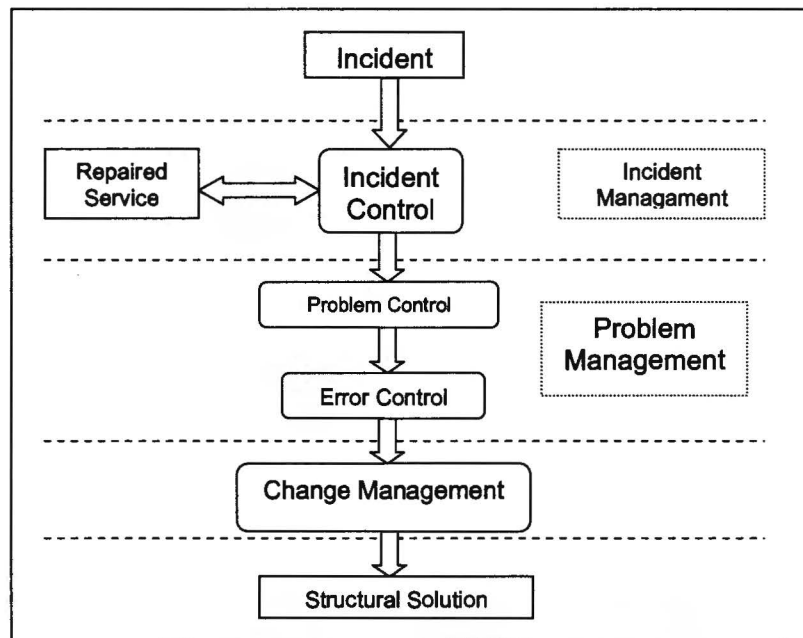 Incident
Repaired
Service
Incident
Control
Incident
Managament
Problem Control
Problem
Management
Error Control
Change Management
Structural Solution